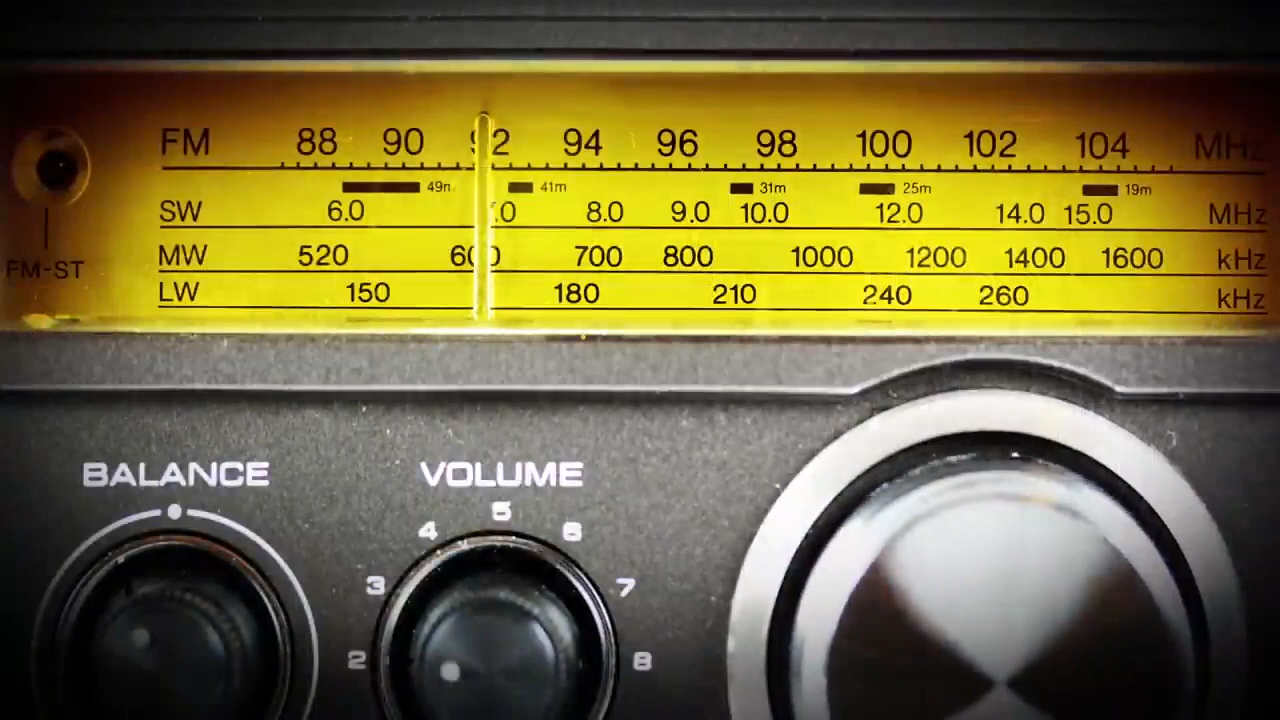 FM 88 90 92 94 96 98 100 102 104 MHz
49m 41m 31m 25m 19m
SW 6.0 .0 8.0 9.0 10.0 12.0 14.0 15.0 MHz
MW 520 600 700 800 1000 1200 1400 1600 kHz
FM-ST
LW 150 180 210 240 260 kHz
BALANCE VOLUME
2 3 4 5 6 7 8